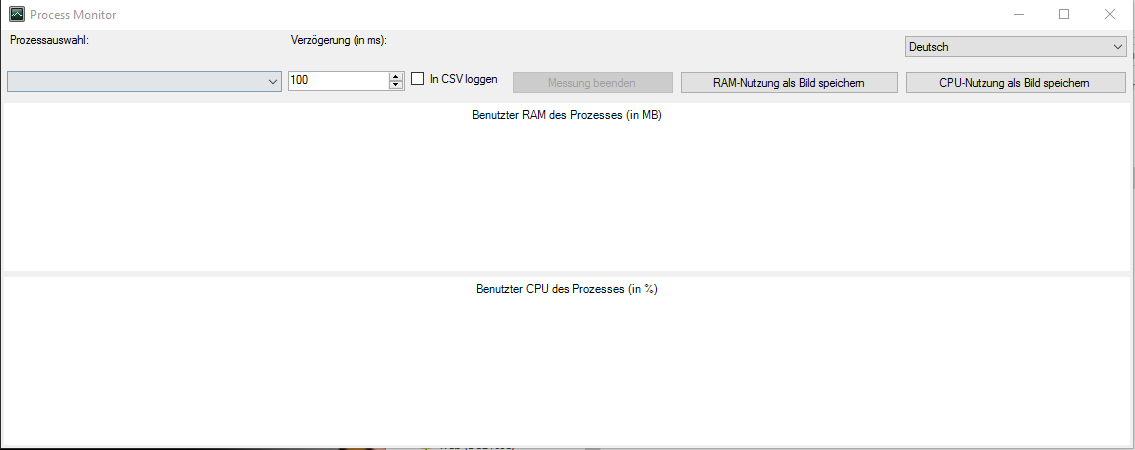 Process Monitor
Prozessauswahl:
Verzögerung (in ms):
Deutsch
100
In CSV loggen
Messung beenden
RAM-Nutzung als Bild speichern
CPU-Nutzung als Bild speichern
Benutzter RAM des Prozesses (in MB)
Benutzter CPU des Prozesses (in %)